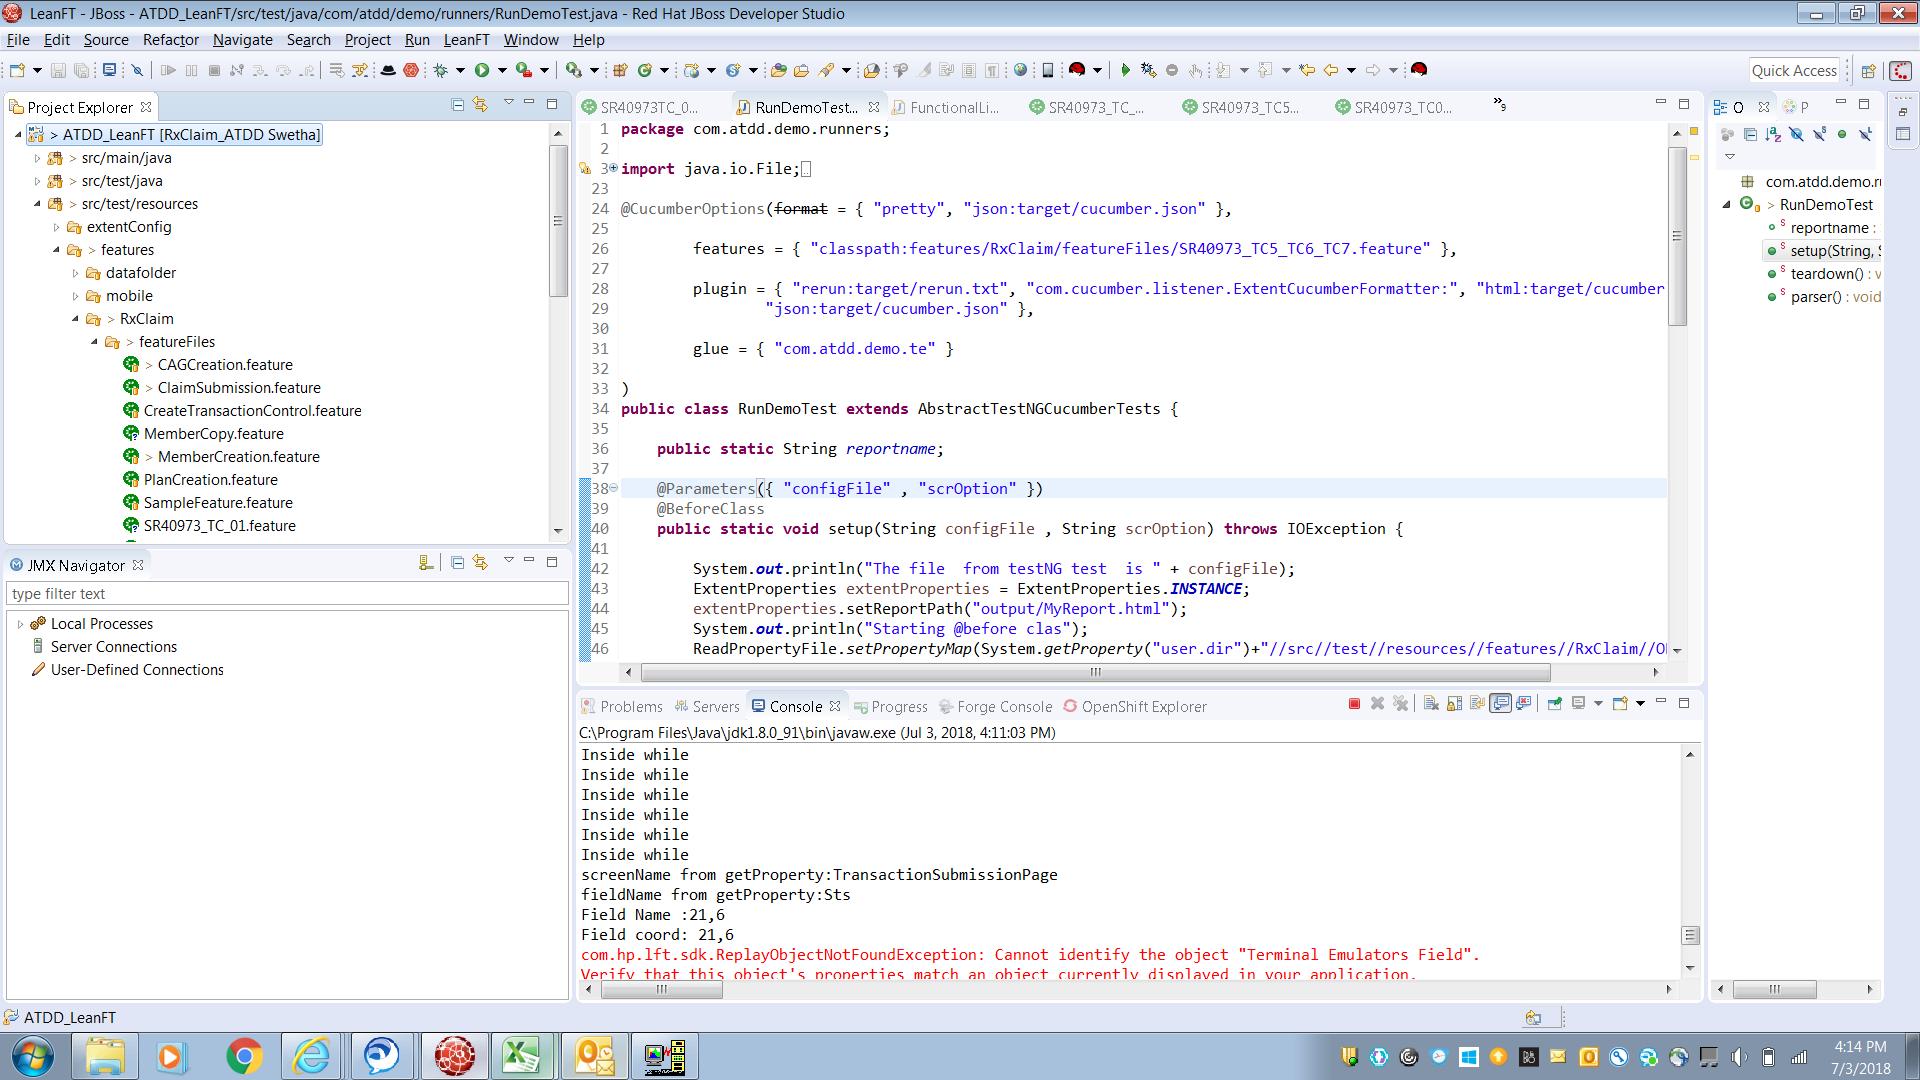 LeanFT - JBoss - ATDD_LeanFT/src/test/java/com/atdd/demo/runners/RunDemoTest.java - Red Hat JBoss Developer Studio
File Edit Source Refactor Navigate Search Project Run LeanFT Window Help
Quick Access
Project Explorer
> ATDD_LeanFT [RxClaim_ATDD Swetha]
> src/main/java
> src/test/java
> src/test/resources
extentConfig
> features
datafolder
mobile
> RxClaim
> featureFiles
> CAGCreation.feature
> ClaimSubmission.feature
CreateTransactionControl.feature
MemberCopy.feature
> MemberCreation.feature
PlanCreation.feature
SampleFeature.feature
SR40973_TC_01.feature
JMX Navigator
type filter text
Local Processes
Server Connections
User-Defined Connections
SR40973TC_0... RunDemoTest... FunctionalLi... SR40973_TC_... SR40973_TC5... SR40973_TC0... »9
1 package com.atdd.demo.runners;
2
3 import java.io.File;
23
24 @CucumberOptions(format = { "pretty", "json:target/cucumber.json" },
25
26 features = { "classpath:features/RxClaim/featureFiles/SR40973_TC5_TC6_TC7.feature" },
27
28 plugin = { "rerun:target/rerun.txt", "com.cucumber.listener.ExtentCucumberFormatter:", "html:target/cucumber
29 "json:target/cucumber.json" },
30
31 glue = { "com.atdd.demo.te" }
32
33 )
34 public class RunDemoTest extends AbstractTestNGCucumberTests {
35
36 public static String reportname;
37
38 @Parameters({ "configFile" , "scrOption" })
39 @BeforeClass
40 public static void setup(String configFile , String scrOption) throws IOException {
41
42 System.out.println("The file  from testNG test  is " + configFile);
43 ExtentProperties extentProperties = ExtentProperties.INSTANCE;
44 extentProperties.setReportPath("output/MyReport.html");
45 System.out.println("Starting @before clas");
46 ReadPropertyFile.setPropertyMap(System.getProperty("user.dir")+"//src//test//resources//features//RxClaim//O
O P
com.atdd.demo.ru
> RunDemoTest
reportname :
setup(String, S
teardown() : v
parser() : void
Problems Servers Console Progress Forge Console OpenShift Explorer
C:\Program Files\Java\jdk1.8.0_91\bin\javaw.exe (Jul 3, 2018, 4:11:03 PM)
Inside while
Inside while
Inside while
Inside while
Inside while
Inside while
screenName from getProperty:TransactionSubmissionPage
fieldName from getProperty:Sts
Field Name :21,6
Field coord: 21,6
com.hp.lft.sdk.ReplayObjectNotFoundException: Cannot identify the object "Terminal Emulators Field".
Verify that this object's properties match an object currently displayed in your application.
ATDD_LeanFT
4:14 PM
7/3/2018